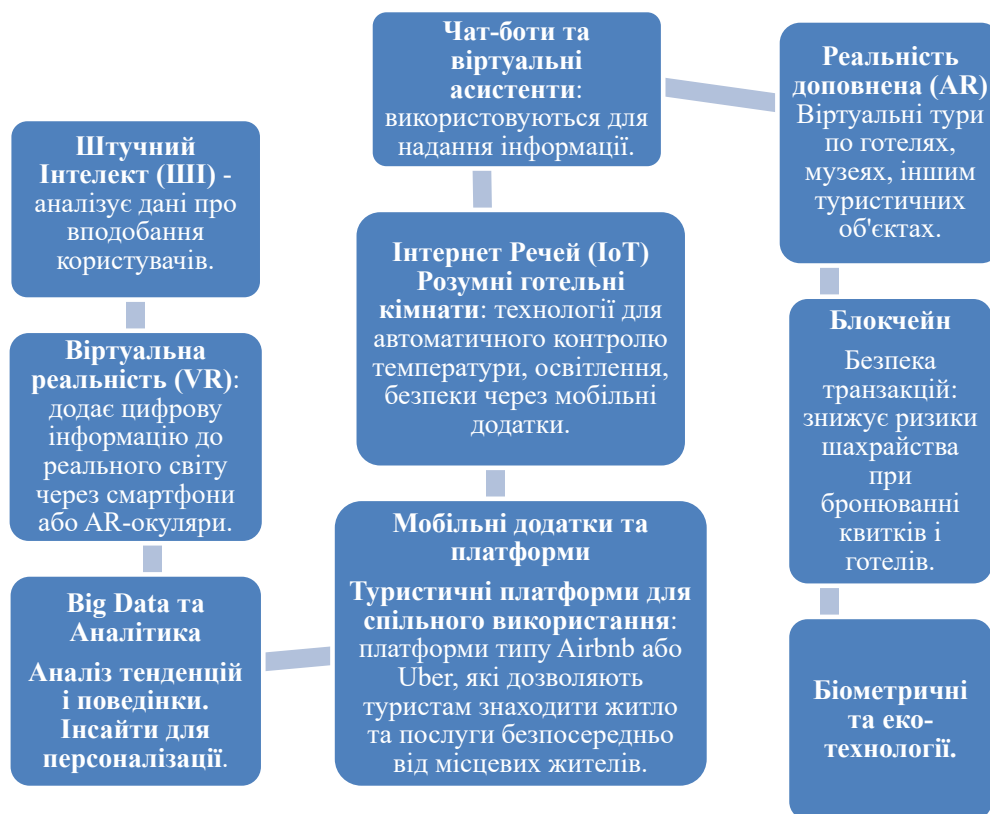 Штучний
Інтелект (ШІ) -
аналізує дані про
вподобання
користувачів.
Віртуальна
реальність (VR):
додає цифрову
інформацію до
реального світу
через смартфони
або AR-окуляри.
Big Data та
Аналітика
Аналіз тенденцій
і поведінки.
Інсайти для
персоналізації.
Мобільні додатки та
платформи
Туристичні платформи для
спільного використання:
платформи типу Airbnb або
Uber, які дозволяють
туристам знаходити житло
та послуги безпосередньо
від місцевих жителів.
Інтернет Речей (IoT)
Розумні готельні
кімнати: технології для
автоматичного контролю
температури, освітлення,
безпеки через мобільні
додатки.
Чат-боти та
віртуальні
асистенти:
використовуються для
надання інформації.
Реальність
доповнена (AR)
Віртуальні тури
по готелях,
музеях, іншим
туристичних
об'єктах.
Блокчейн
Безпека
транзакцій:
знижує ризики
шахрайства
при
бронюванні
квитків і
готелів.
Біометричні
та еко-
технології.